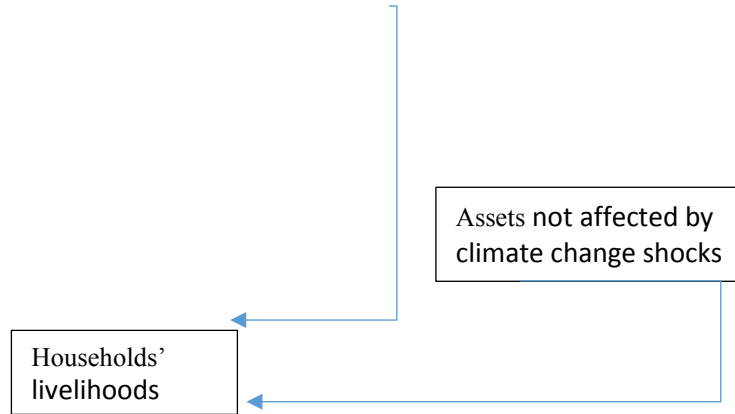 Assets not affected by
climate change shocks
Households’
livelihoods